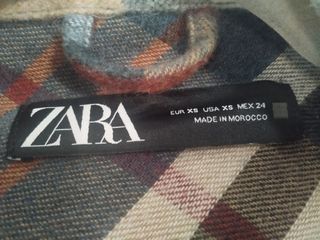 ZARA
EUR XS USA XS MEX 24
MADE IN MOROCCO